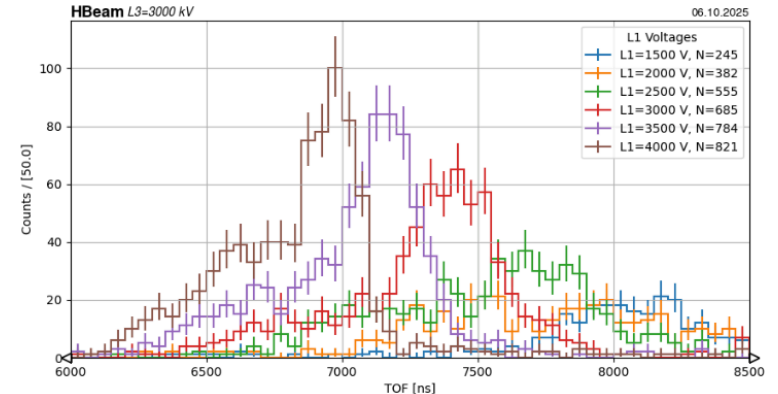 HBeam L3=3000 kV
06.10.2025
L1 Voltages
L1=1500 V, N=245
L1=2000 V, N=382
L1=2500 V, N=555
L1=3000 V, N=685
L1=3500 V, N=784
L1=4000 V, N=821
Counts / [50.0]
100
80
60
40
20
0
6000 6500 7000 7500 8000 8500
TOF [ns]